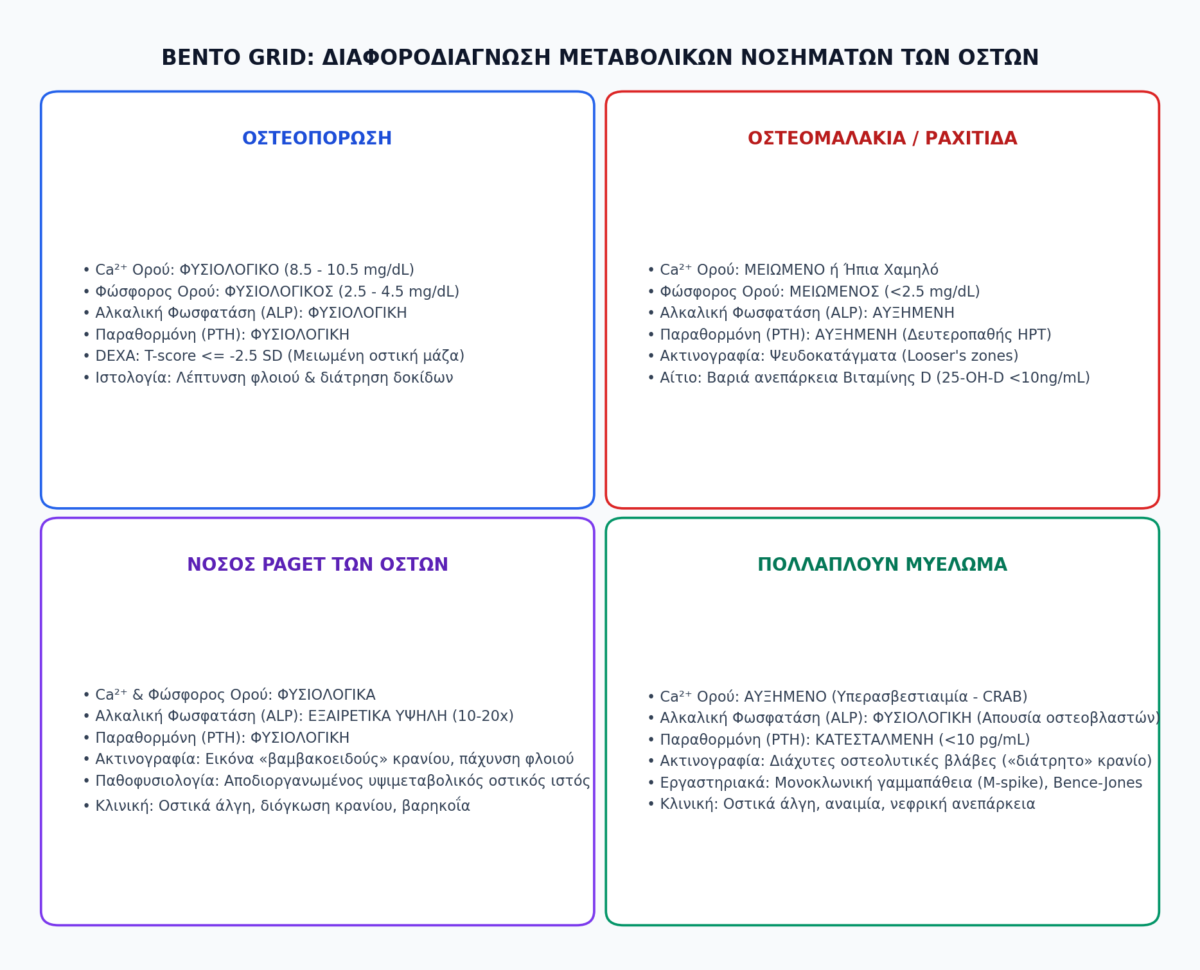 BENTO GRID: ΔΙΑΦΟΡΟΔΙΑΓΝΩΣΗ ΜΕΤΑΒΟΛΙΚΩΝ ΝΟΣΗΜΑΤΩΝ ΤΩΝ ΟΣΤΩΝ
ΟΣΤΕΟΠΟΡΩΣΗ
• Ca²⁺ Ορού: ΦΥΣΙΟΛΟΓΙΚΟ (8.5 - 10.5 mg/dL)
• Φώσφορος Ορού: ΦΥΣΙΟΛΟΓΙΚΟΣ (2.5 - 4.5 mg/dL)
• Αλκαλική Φωσφατάση (ALP): ΦΥΣΙΟΛΟΓΙΚΗ
• Παραθορμόνη (PTH): ΦΥΣΙΟΛΟΓΙΚΗ
• DEXA: T-score <= -2.5 SD (Μειωμένη οστική μάζα)
• Ιστολογία: Λέπτυνση φλοιού & διάτρηση δοκίδων
ΟΣΤΕΟΜΑΛΑΚΙΑ / ΡΑΧΙΤΙΔΑ
• Ca²⁺ Ορού: ΜΕΙΩΜΕΝΟ ή Ήπια Χαμηλό
• Φώσφορος Ορού: ΜΕΙΩΜΕΝΟΣ (<2.5 mg/dL)
• Αλκαλική Φωσφατάση (ALP): ΑΥΞΗΜΕΝΗ
• Παραθορμόνη (PTH): ΑΥΞΗΜΕΝΗ (Δευτεροπαθής HPT)
• Ακτινογραφία: Ψευδοκατάγματα (Looser's zones)
• Αίτιο: Βαριά ανεπάρκεια Βιταμίνης D (25-OH-D <10ng/mL)
ΝΟΣΟΣ PAGET ΤΩΝ ΟΣΤΩΝ
• Ca²⁺ & Φώσφορος Ορού: ΦΥΣΙΟΛΟΓΙΚΑ
• Αλκαλική Φωσφατάση (ALP): ΕΞΑΙΡΕΤΙΚΑ ΥΨΗΛΗ (10-20x)
• Παραθορμόνη (PTH): ΦΥΣΙΟΛΟΓΙΚΗ
• Ακτινογραφία: Εικόνα «βαμβακοειδούς» κρανίου, πάχυνση φλοιού
• Παθοφυσιολογία: Αποδιοργανωμένος υψιμεταβολικός οστικός ιστός
• Κλινική: Οστικά άλγη, διόγκωση κρανίου, βαρηκοΐα
ΠΟΛΛΑΠΛΟΥΝ ΜΥΕΛΩΜΑ
• Ca²⁺ Ορού: ΑΥΞΗΜΕΝΟ (Υπερασβεστιαιμία - CRAB)
• Αλκαλική Φωσφατάση (ALP): ΦΥΣΙΟΛΟΓΙΚΗ (Απουσία οστεοβλαστών)
• Παραθορμόνη (PTH): ΚΑΤΕΣΤΑΛΜΕΝΗ (<10 pg/mL)
• Ακτινογραφία: Διάχυτες οστεολυτικές βλάβες («διάτρητο» κρανίο)
• Εργαστηριακά: Μονοκλωνική γαμμαπάθεια (M-spike), Bence-Jones
• Κλινική: Οστικά άλγη, αναιμία, νεφρική ανεπάρκεια